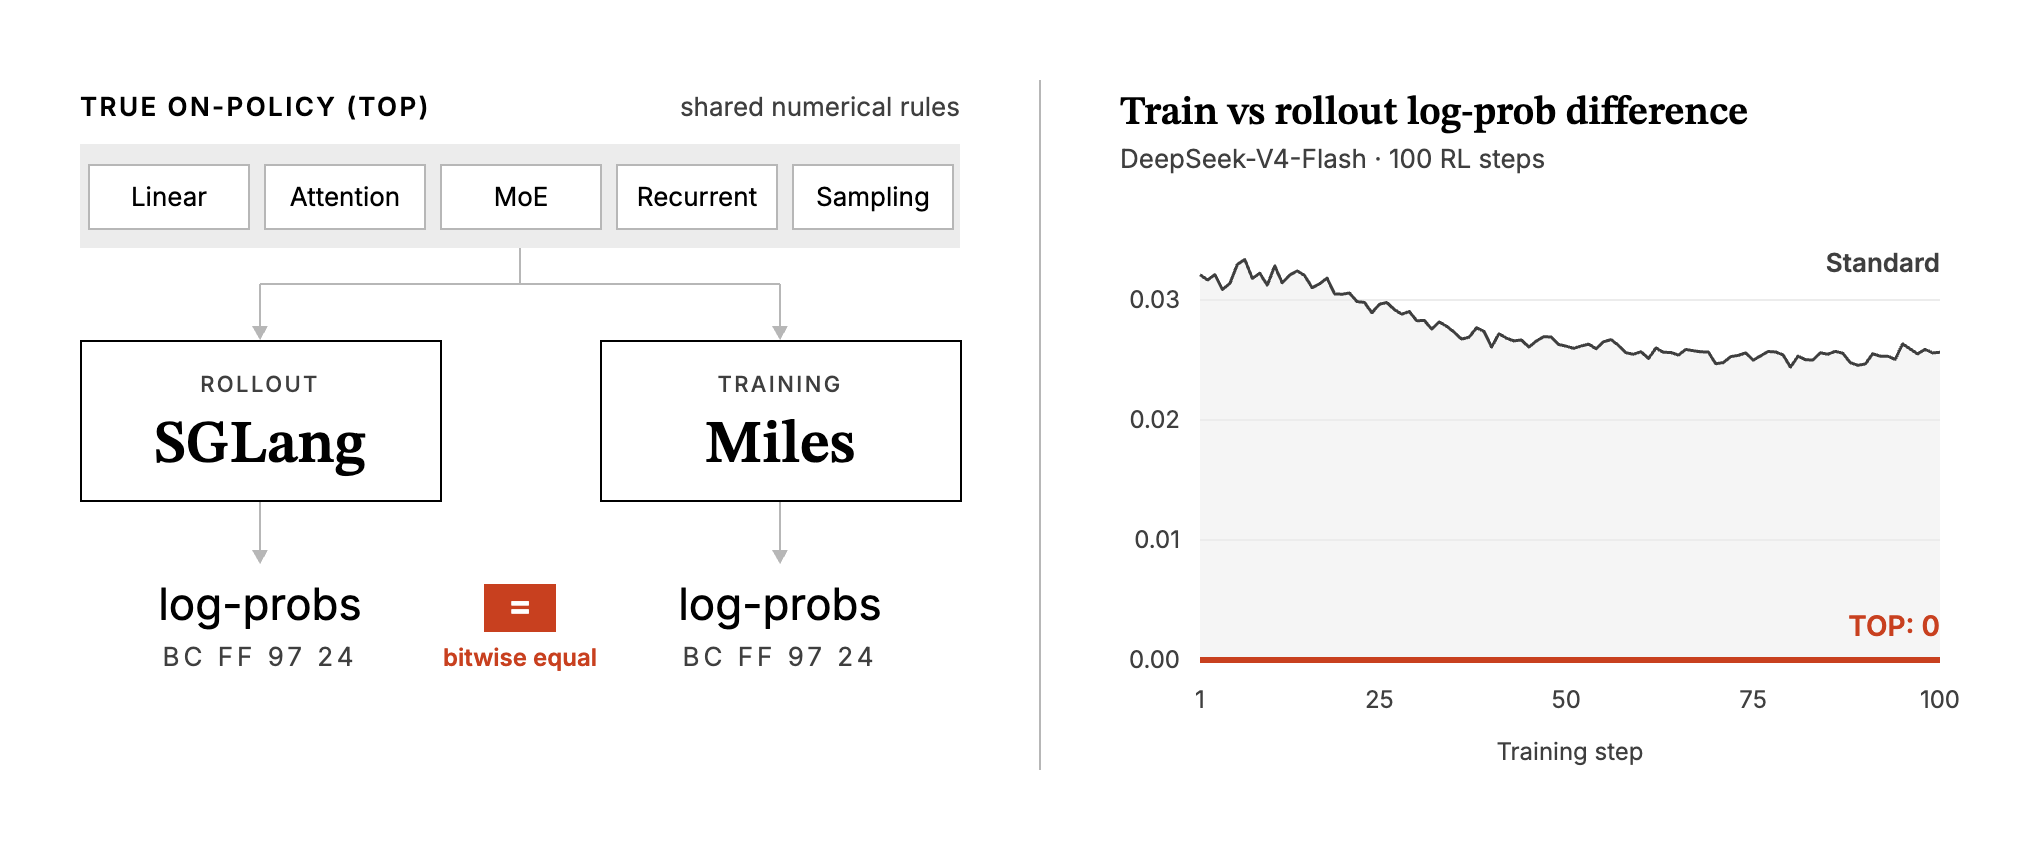 TRUE ON-POLICY (TOP)
shared numerical rules
Linear
Attention
MoE
Recurrent
Sampling
ROLLOUT
SGLang
TRAINING
Miles
log-probs
BC FF 97 24
=
bitwise equal
log-probs
BC FF 97 24
Train vs rollout log-prob difference
DeepSeek-V4-Flash · 100 RL steps
Standard
0.03
0.02
0.01
TOP: 0
0.00
1 25 50 75 100
Training step